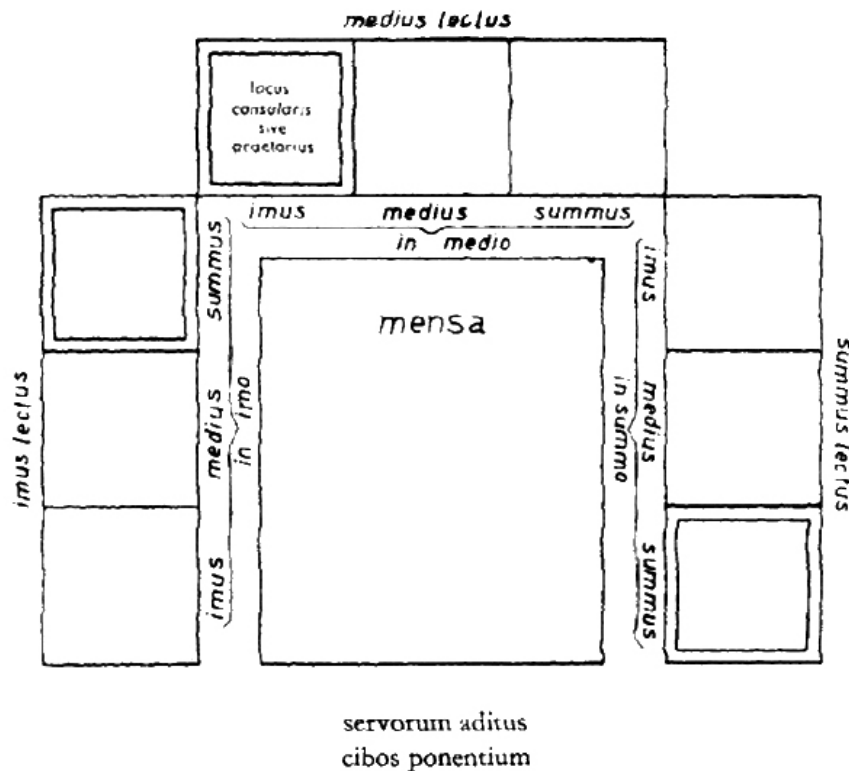 medius lectus
locus
consularis
sive
praetorius
imus medius summus
in medio
summus
medius
imus
in imo
imus lectus
mensa
imus
medius
summus
in summo
summus lectus
servorum aditus
cibos ponentium